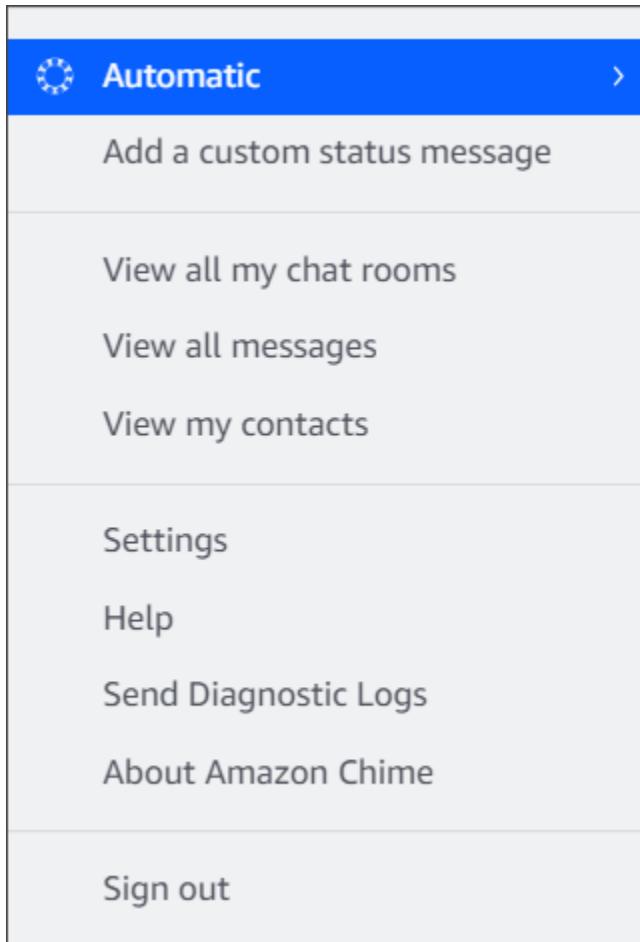 Automatic
Add a custom status message
View all my chat rooms
View all messages
View my contacts
Settings
Help
Send Diagnostic Logs
About Amazon Chime
Sign out